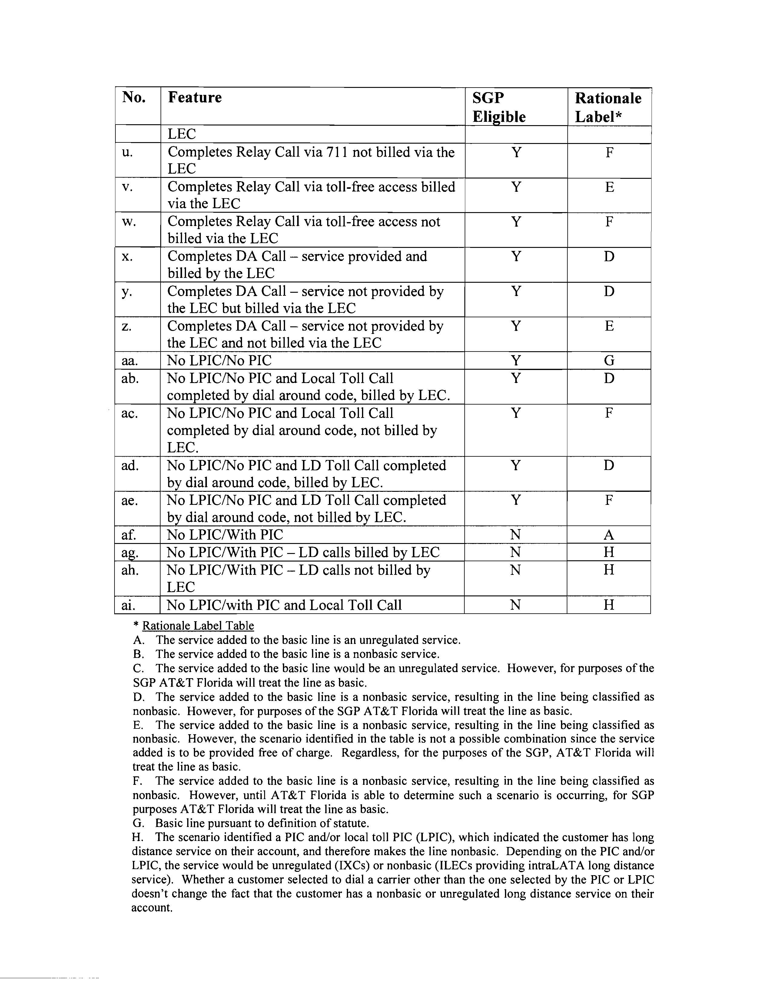 No. Feature SGP Rationale
Eligible Label*
LEC
u. Completes Relay Call via 711 not billed via the Y F
LEC
v. Completes Relay Call via toll-free access billed Y E
via the LEC
w. Completes Relay Call via toll-free access not Y F
billed via the LEC
x. Completes DA Call – service provided and Y D
billed by the LEC
y. Completes DA Call – service not provided by Y D
the LEC but billed via the LEC
z. Completes DA Call – service not provided by Y E
the LEC and not billed via the LEC
aa. No LPIC/No PIC Y G
ab. No LPIC/No PIC and Local Toll Call Y D
completed by dial around code, billed by LEC.
ac. No LPIC/No PIC and Local Toll Call Y F
completed by dial around code, not billed by
LEC.
ad. No LPIC/No PIC and LD Toll Call completed Y D
by dial around code, billed by LEC.
ae. No LPIC/No PIC and LD Toll Call completed Y F
by dial around code, not billed by LEC.
af. No LPIC/With PIC N A
ag. No LPIC/With PIC – LD calls billed by LEC N H
ah. No LPIC/With PIC – LD calls not billed by N H
LEC
ai. No LPIC/with PIC and Local Toll Call N H
* Rationale Label Table
A. The service added to the basic line is an unregulated service.
B. The service added to the basic line is a nonbasic service.
C. The service added to the basic line would be an unregulated service. However, for purposes of the
SGP AT&T Florida will treat the line as basic.
D. The service added to the basic line is a nonbasic service, resulting in the line being classified as
nonbasic. However, for purposes of the SGP AT&T Florida will treat the line as basic.
E. The service added to the basic line is a nonbasic service, resulting in the line being classified as
nonbasic. However, the scenario identified in the table is not a possible combination since the service
added is to be provided free of charge. Regardless, for the purposes of the SGP, AT&T Florida will
treat the line as basic.
F. The service added to the basic line is a nonbasic service, resulting in the line being classified as
nonbasic. However, until AT&T Florida is able to determine such a scenario is occurring, for SGP
purposes AT&T Florida will treat the line as basic.
G. Basic line pursuant to definition of statute.
H. The scenario identified a PIC and/or local toll PIC (LPIC), which indicated the customer has long
distance service on their account, and therefore makes the line nonbasic. Depending on the PIC and/or
LPIC, the service would be unregulated (IXCs) or nonbasic (ILECs providing intraLATA long distance
service). Whether a customer selected to dial a carrier other than the one selected by the PIC or LPIC
doesn't change the fact that the customer has a nonbasic or unregulated long distance service on their
account.